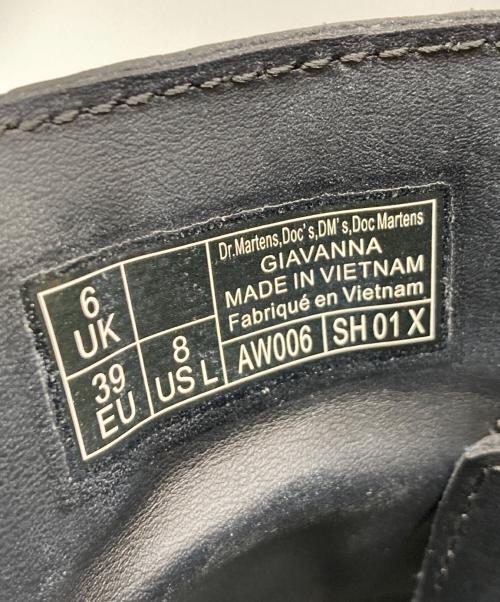 6
UK
39
EU
8
US L
Dr.Martens,Doc's,DM's,Doc Martens
GIAVANNA
MADE IN VIETNAM
Fabriqué en Vietnam
AW006
SH 01 X